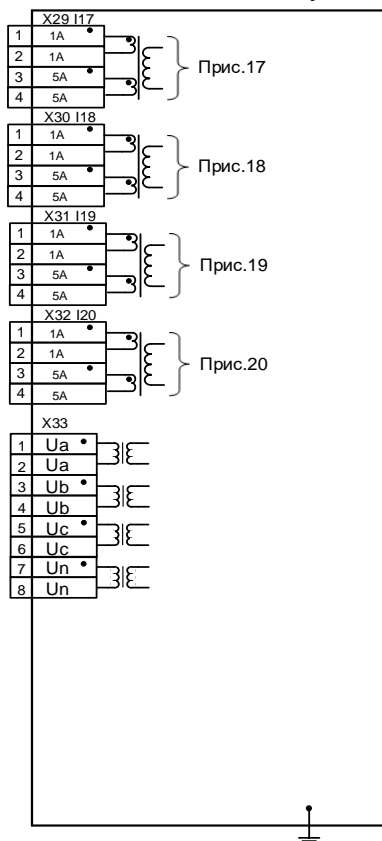 X29 I17
1 1A
2 1A
3 5A
4 5A
Прис.17
X30 I18
1 1A
2 1A
3 5A
4 5A
Прис.18
X31 I19
1 1A
2 1A
3 5A
4 5A
Прис.19
X32 I20
1 1A
2 1A
3 5A
4 5A
Прис.20
X33
1 Ua
2 Ua
3 Ub
4 Ub
5 Uc
6 Uc
7 Un
8 Un